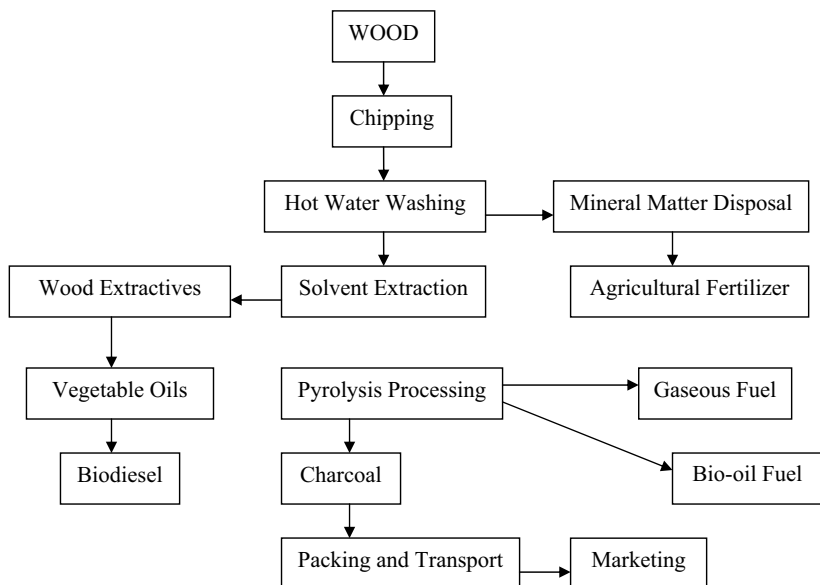 WOOD
Chipping
Hot Water Washing
Mineral Matter Disposal
Wood Extractives
Solvent Extraction
Agricultural Fertilizer
Vegetable Oils
Pyrolysis Processing
Gaseous Fuel
Biodiesel
Charcoal
Bio-oil Fuel
Packing and Transport
Marketing